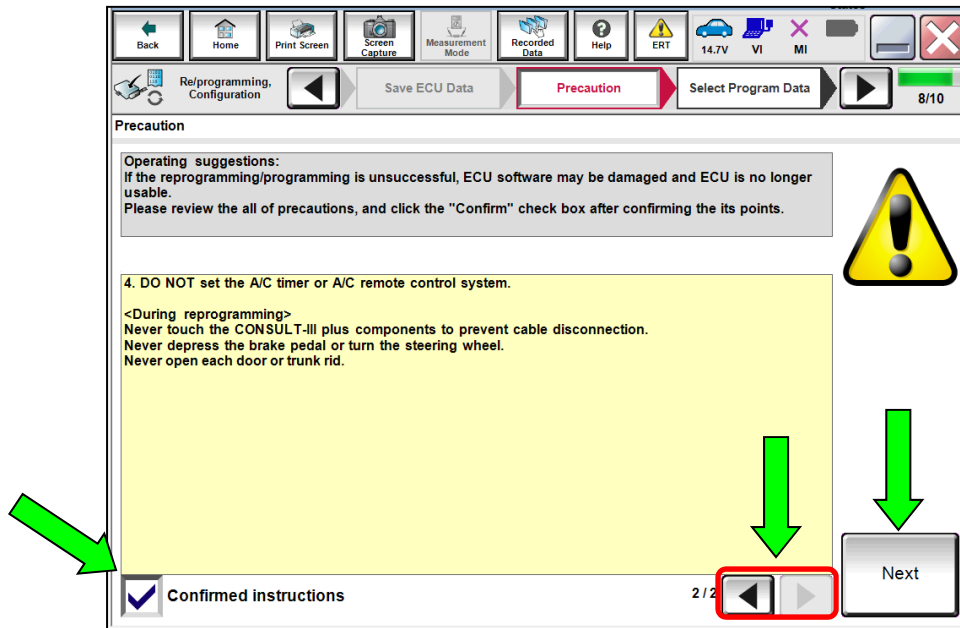 Back
Home
Print Screen
Screen
Capture
Measurement
Mode
Recorded
Data
Help
ERT
14.7V
VI
MI
Re/programming,
Configuration
Save ECU Data
Precaution
Select Program Data
8/10
Precaution
Operating suggestions:
If the reprogramming/programming is unsuccessful, ECU software may be damaged and ECU is no longer
usable.
Please review the all of precautions, and click the "Confirm" check box after confirming the its points.
4. DO NOT set the A/C timer or A/C remote control system.
<During reprogramming>
Never touch the CONSULT-III plus components to prevent cable disconnection.
Never depress the brake pedal or turn the steering wheel.
Never open each door or trunk rid.
Confirmed instructions
2/2
Next